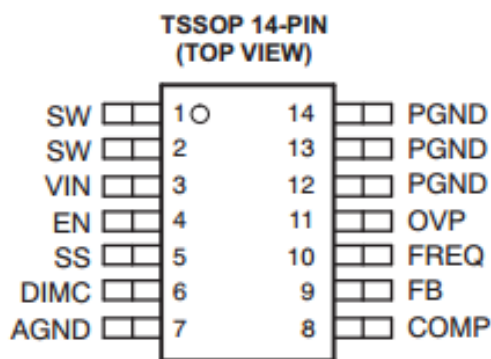 TSSOP 14-PIN
(TOP VIEW)
SW 1 14 PGND
SW 2 13 PGND
VIN 3 12 PGND
EN 4 11 OVP
SS 5 10 FREQ
DIMC 6 9 FB
AGND 7 8 COMP